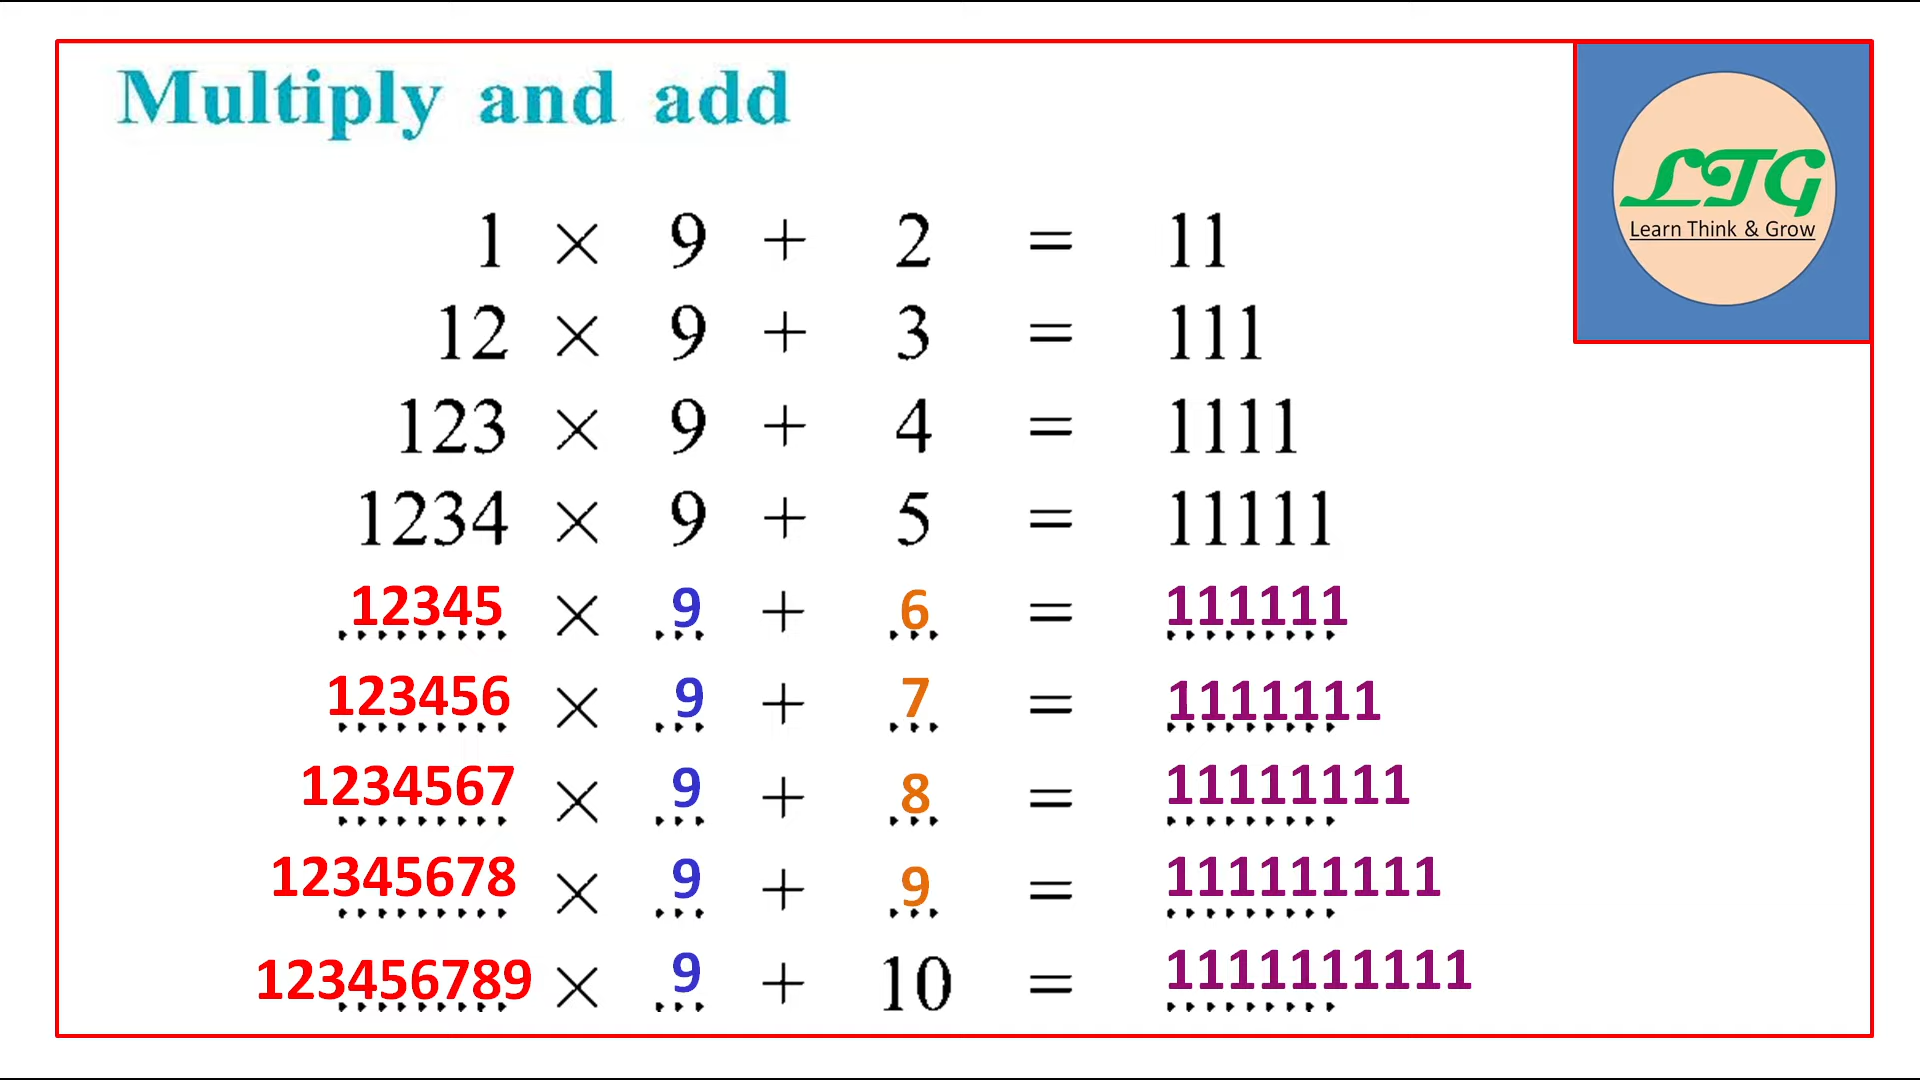 Multiply and add
LTG
Learn Think & Grow
1 × 9 + 2 = 11
12 × 9 + 3 = 111
123 × 9 + 4 = 1111
1234 × 9 + 5 = 11111
12345 × 9 + 6 = 111111
123456 × 9 + 7 = 1111111
1234567 × 9 + 8 = 11111111
12345678 × 9 + 9 = 111111111
123456789 × 9 + 10 = 1111111111